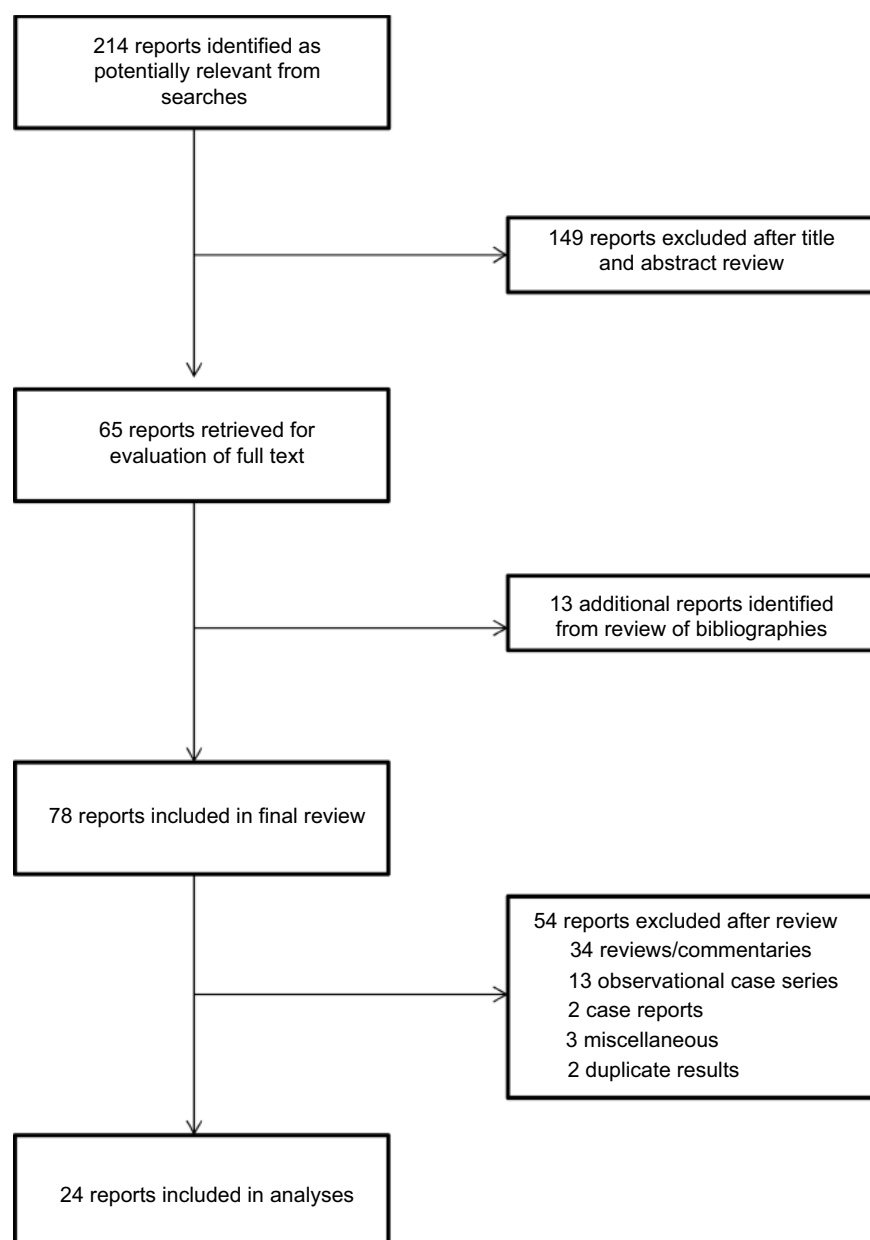 214 reports identified as
potentially relevant from
searches
149 reports excluded after title
and abstract review
65 reports retrieved for
evaluation of full text
13 additional reports identified
from review of bibliographies
78 reports included in final review
54 reports excluded after review
34 reviews/commentaries
13 observational case series
2 case reports
3 miscellaneous
2 duplicate results
24 reports included in analyses